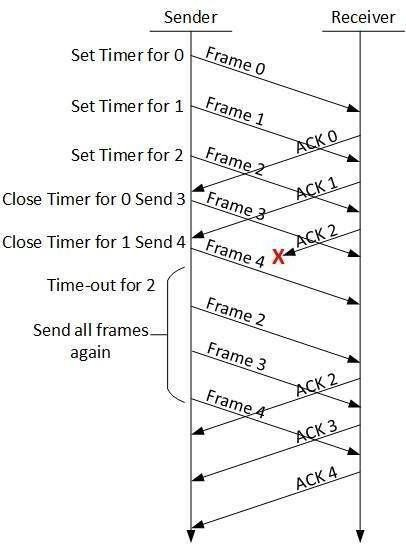 Sender
Receiver
Set Timer for 0
Frame 0
Set Timer for 1
Frame 1
ACK 0
Set Timer for 2
Frame 2
ACK 1
Close Timer for 0 Send 3
Frame 3
ACK 2
Close Timer for 1 Send 4
Frame 4
X
Time-out for 2
Send all frames
again
Frame 2
Frame 3
ACK 2
Frame 4
ACK 3
ACK 4